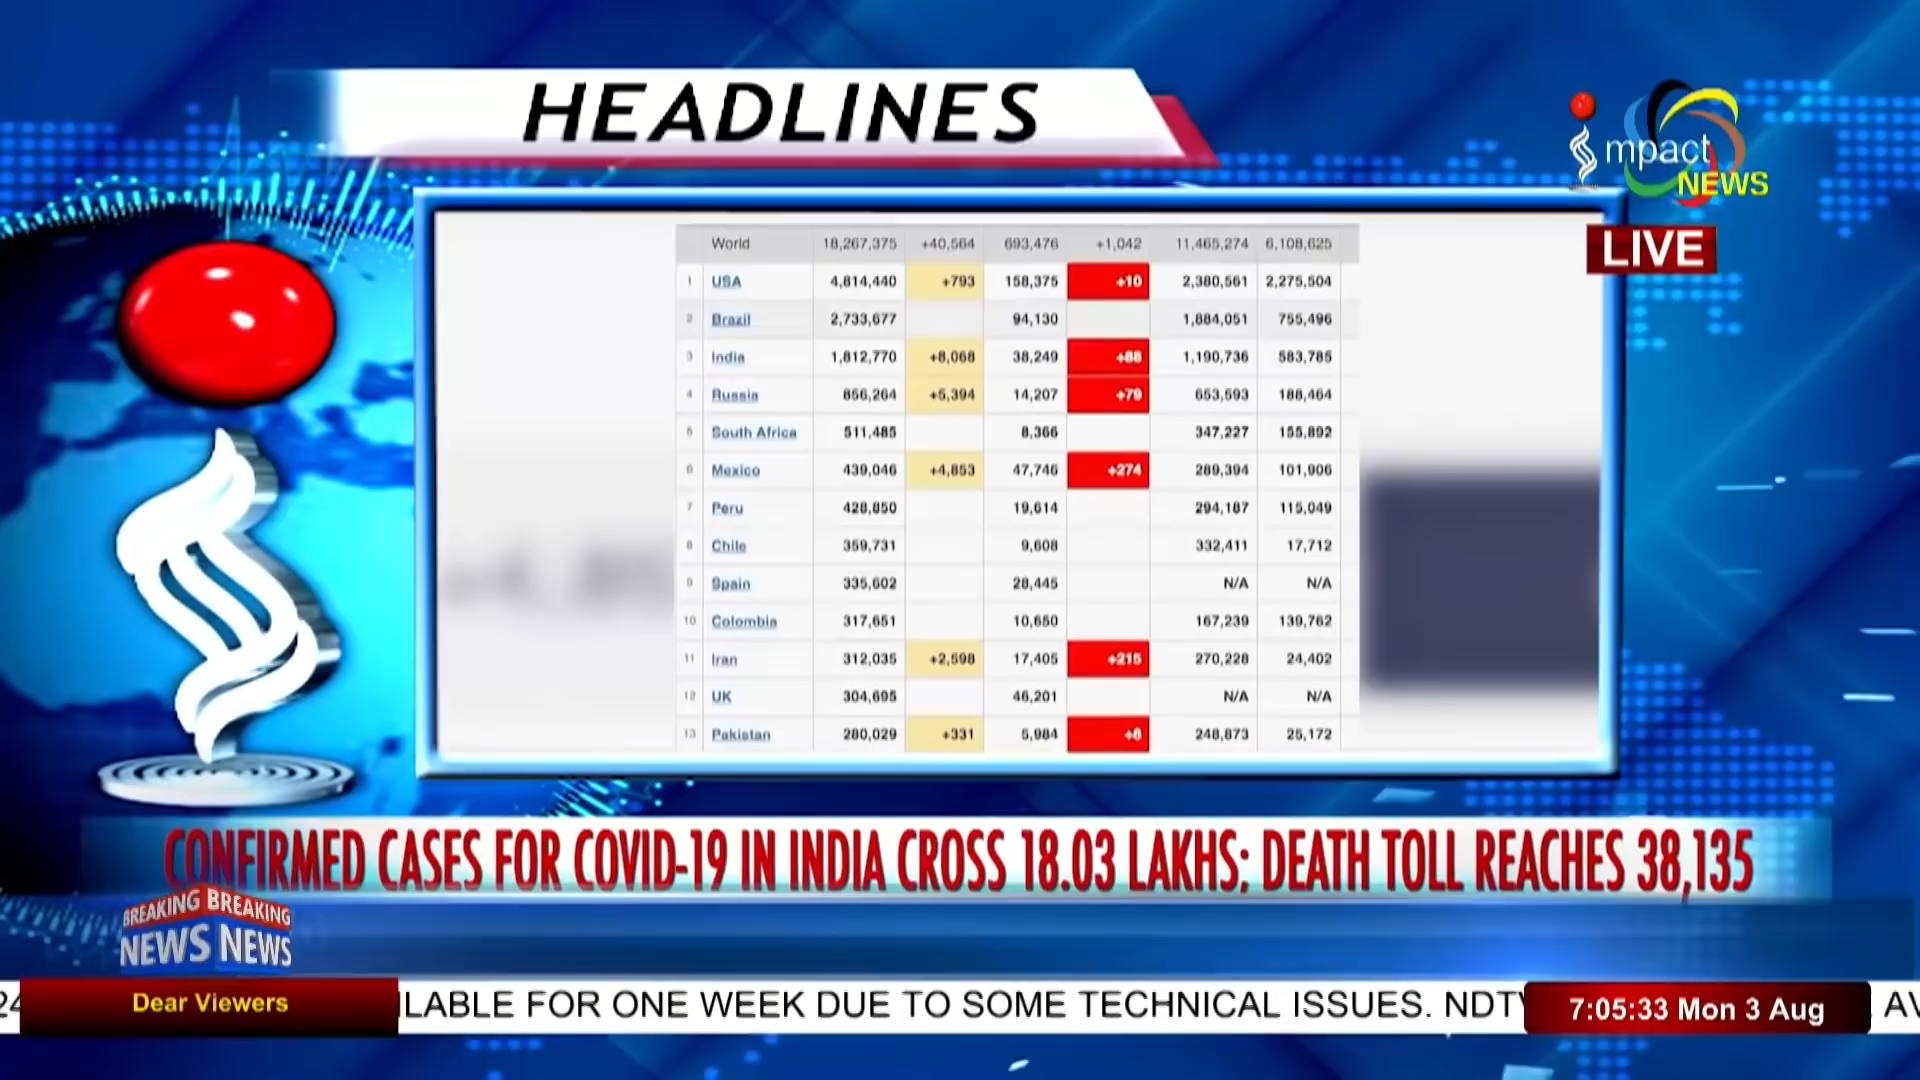 HEADLINES
impact
NEWS
LIVE
World 18,267,375 +40,564 693,476 +1,042 11,465,274 6,108,625
1 USA 4,814,440 +793 158,375 +10 2,380,561 2,275,504
2 Brazil 2,733,677 94,130 1,884,051 755,496
3 India 1,812,770 +8,068 38,249 +88 1,190,736 583,785
4 Russia 856,264 +5,394 14,207 +79 653,593 188,464
5 South Africa 511,485 8,366 347,227 155,892
6 Mexico 439,046 +4,853 47,746 +274 289,394 101,906
7 Peru 428,850 19,614 294,187 115,049
8 Chile 359,731 9,608 332,411 17,712
9 Spain 335,602 28,445 N/A N/A
10 Colombia 317,651 10,650 167,239 139,762
11 Iran 312,035 +2,598 17,405 +215 270,228 24,402
12 UK 304,695 46,201 N/A N/A
13 Pakistan 280,029 +331 5,984 +8 248,873 25,172
CONFIRMED CASES FOR COVID-19 IN INDIA CROSS 18.03 LAKHS; DEATH TOLL REACHES 38,135
BREAKING BREAKING
NEWS NEWS
24 Dear Viewers ILABLE FOR ONE WEEK DUE TO SOME TECHNICAL ISSUES. NDTV 7:05:33 Mon 3 Aug AV